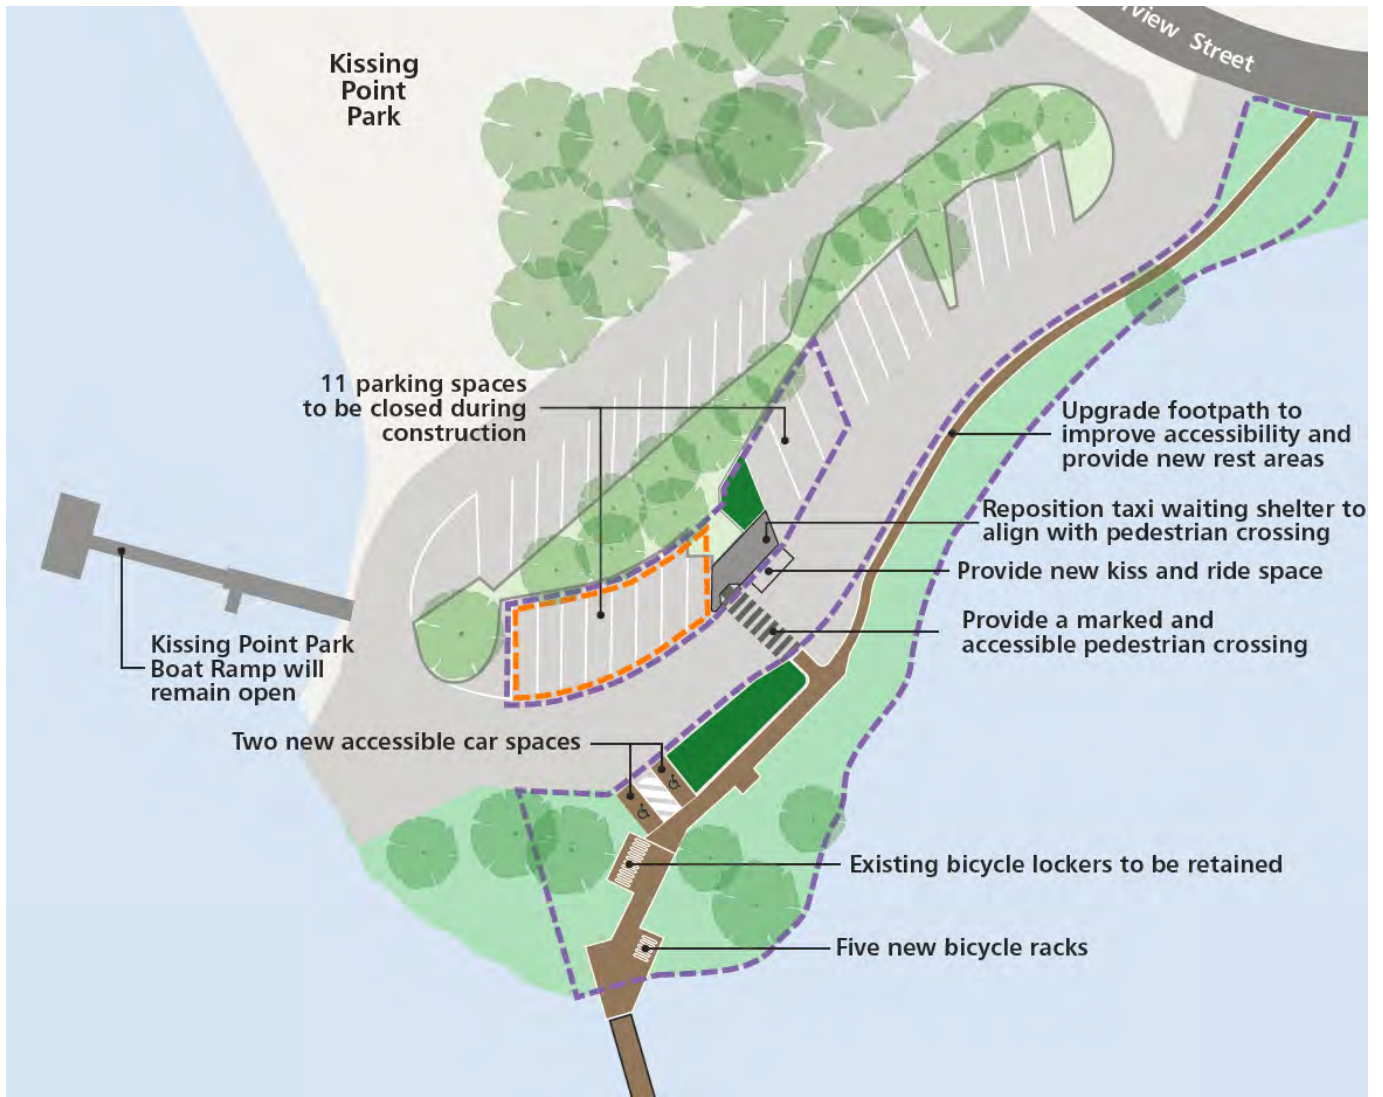 view Street
Kissing
Point
Park
11 parking spaces
to be closed during
construction
Upgrade footpath to
improve accessibility and
provide new rest areas
Reposition taxi waiting shelter to
align with pedestrian crossing
Provide new kiss and ride space
Provide a marked and
accessible pedestrian crossing
Kissing Point Park
Boat Ramp will
remain open
Two new accessible car spaces
Existing bicycle lockers to be retained
Five new bicycle racks